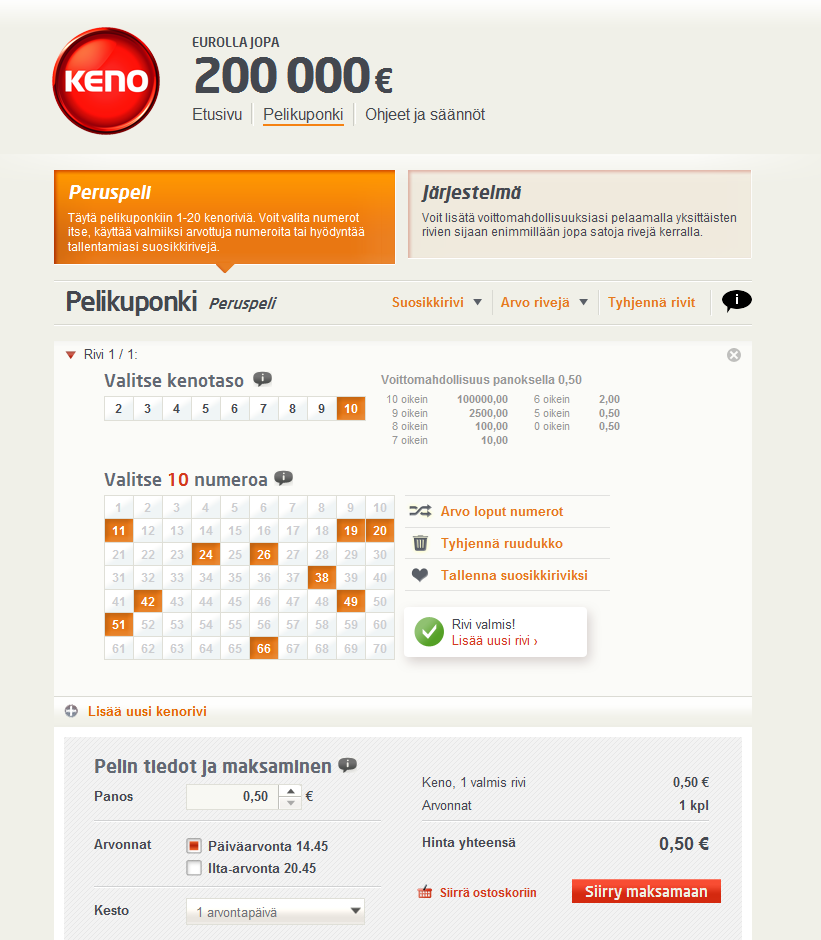 KENO
EUROLLA JOPA
200 000 €
Etusivu Pelikuponki Ohjeet ja säännöt
Peruspeli
Täytä pelikuponkiin 1-20 kenoriviä. Voit valita numerot
itse, käyttää valmiiksi arvottuja numeroita tai hyödyntää
tallentamiasi suosikkirivejä.
Järjestelmä
Voit lisätä voittomahdollisuuksiasi pelaamalla yksittäisten
rivien sijaan enimmillään jopa satoja rivejä kerralla.
Pelikuponki Peruspeli
Suosikkirivi Arvo rivejä Tyhjennä rivit i
Rivi 1 / 1:
Valitse kenotaso i
2 3 4 5 6 7 8 9 10
Voittomahdollisuus panoksella 0,50
10 oikein 100000,00 6 oikein 2,00
9 oikein 2500,00 5 oikein 0,50
8 oikein 100,00 0 oikein 0,50
7 oikein 10,00
Valitse 10 numeroa i
1 2 3 4 5 6 7 8 9 10
11 12 13 14 15 16 17 18 19 20
21 22 23 24 25 26 27 28 29 30
31 32 33 34 35 36 37 38 39 40
41 42 43 44 45 46 47 48 49 50
51 52 53 54 55 56 57 58 59 60
61 62 63 64 65 66 67 68 69 70
Arvo loput numerot
Tyhjennä ruudukko
Tallenna suosikkiriviksi
Rivi valmis!
Lisää uusi rivi ›
Lisää uusi kenorivi
Pelin tiedot ja maksaminen i
Panos 0,50 €
Arvonnat Päiväarvonta 14.45
Ilta-arvonta 20.45
Kesto 1 arvontapäivä
Keno, 1 valmis rivi 0,50 €
Arvonnat 1 kpl
Hinta yhteensä 0,50 €
Siirrä ostoskoriin Siirry maksamaan